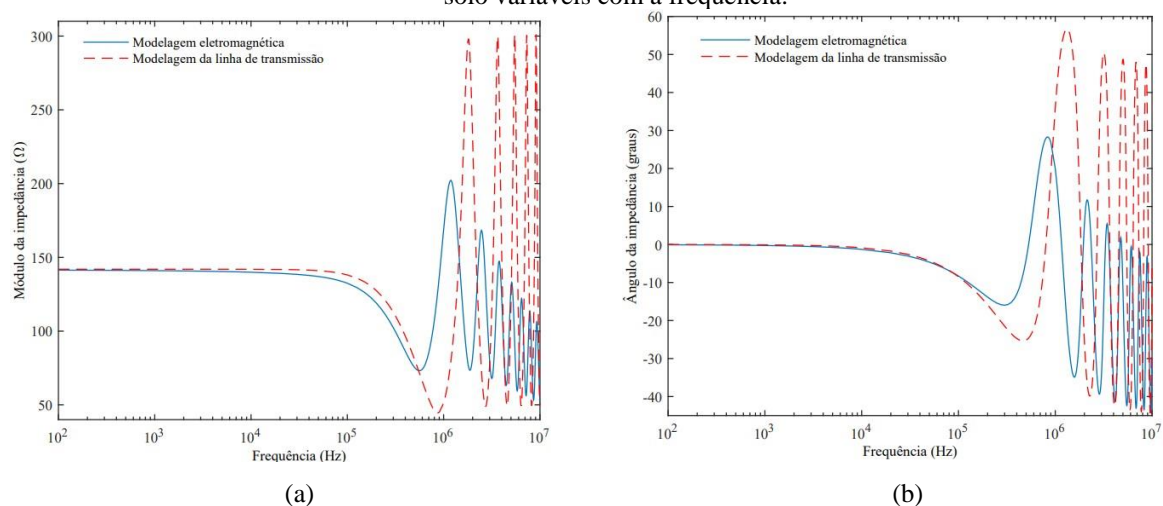 solo variáveis com a frequência.
300
250
200
150
100
50
Módulo da impedância (Ω)
Modelagem eletromagnética
Modelagem da linha de transmissão
10² 10³ 10⁴ 10⁵ 10⁶ 10⁷
Frequência (Hz)
(a)
60
50
40
30
20
10
0
-10
-20
-30
-40
Ângulo da impedância (graus)
Modelagem eletromagnética
Modelagem da linha de transmissão
10² 10³ 10⁴ 10⁵ 10⁶ 10⁷
Frequência (Hz)
(b)